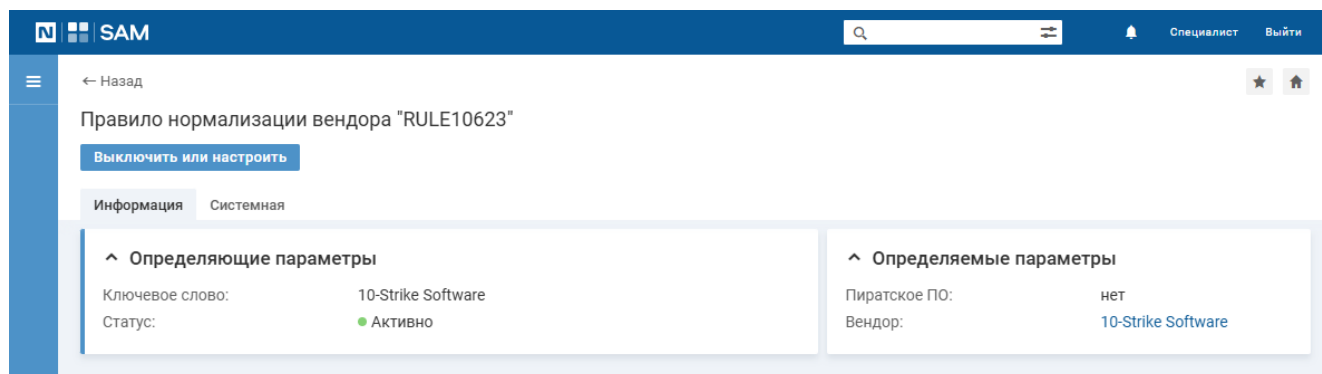 N SAM Специалист Выйти
← Назад
Правило нормализации вендора "RULE10623"
Выключить или настроить
Информация Системная
Определяющие параметры
Ключевое слово: 10-Strike Software
Статус: Активно
Определяемые параметры
Пиратское ПО: нет
Вендор: 10-Strike Software